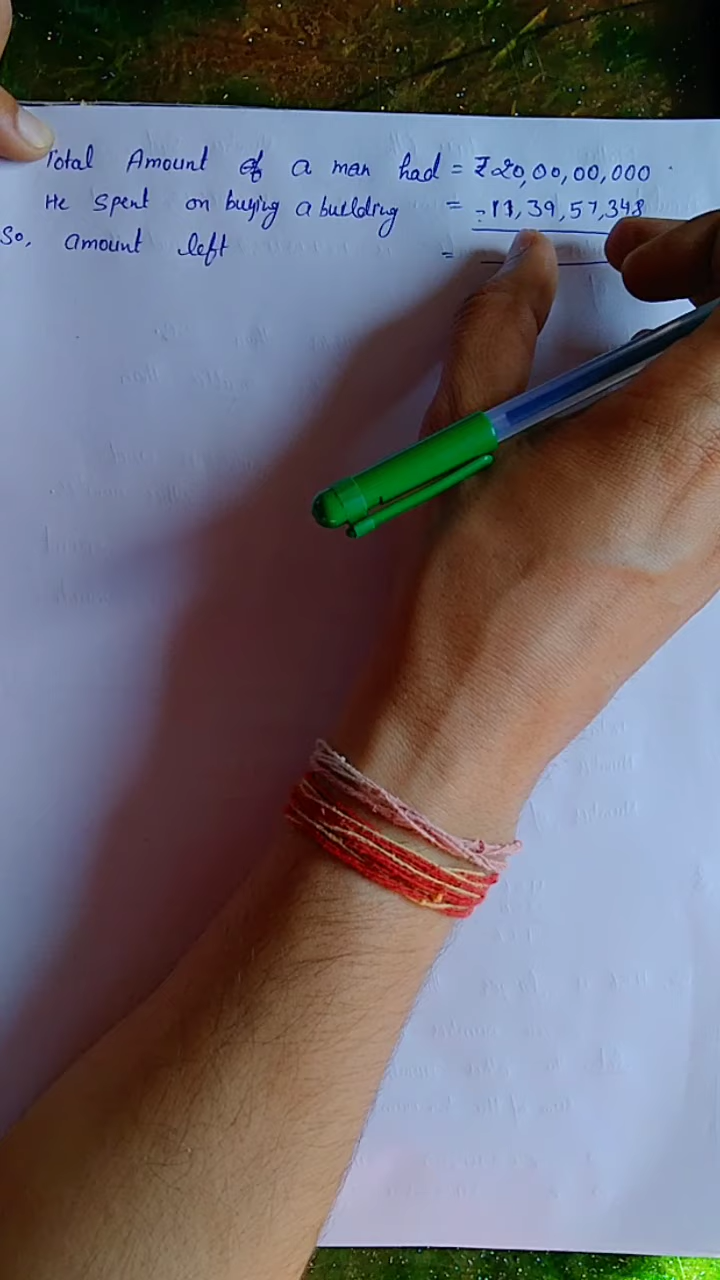 Total Amount of a man had = ₹20,00,00,000
He spent on buying a building = -13,39,57,348
So, amount left =